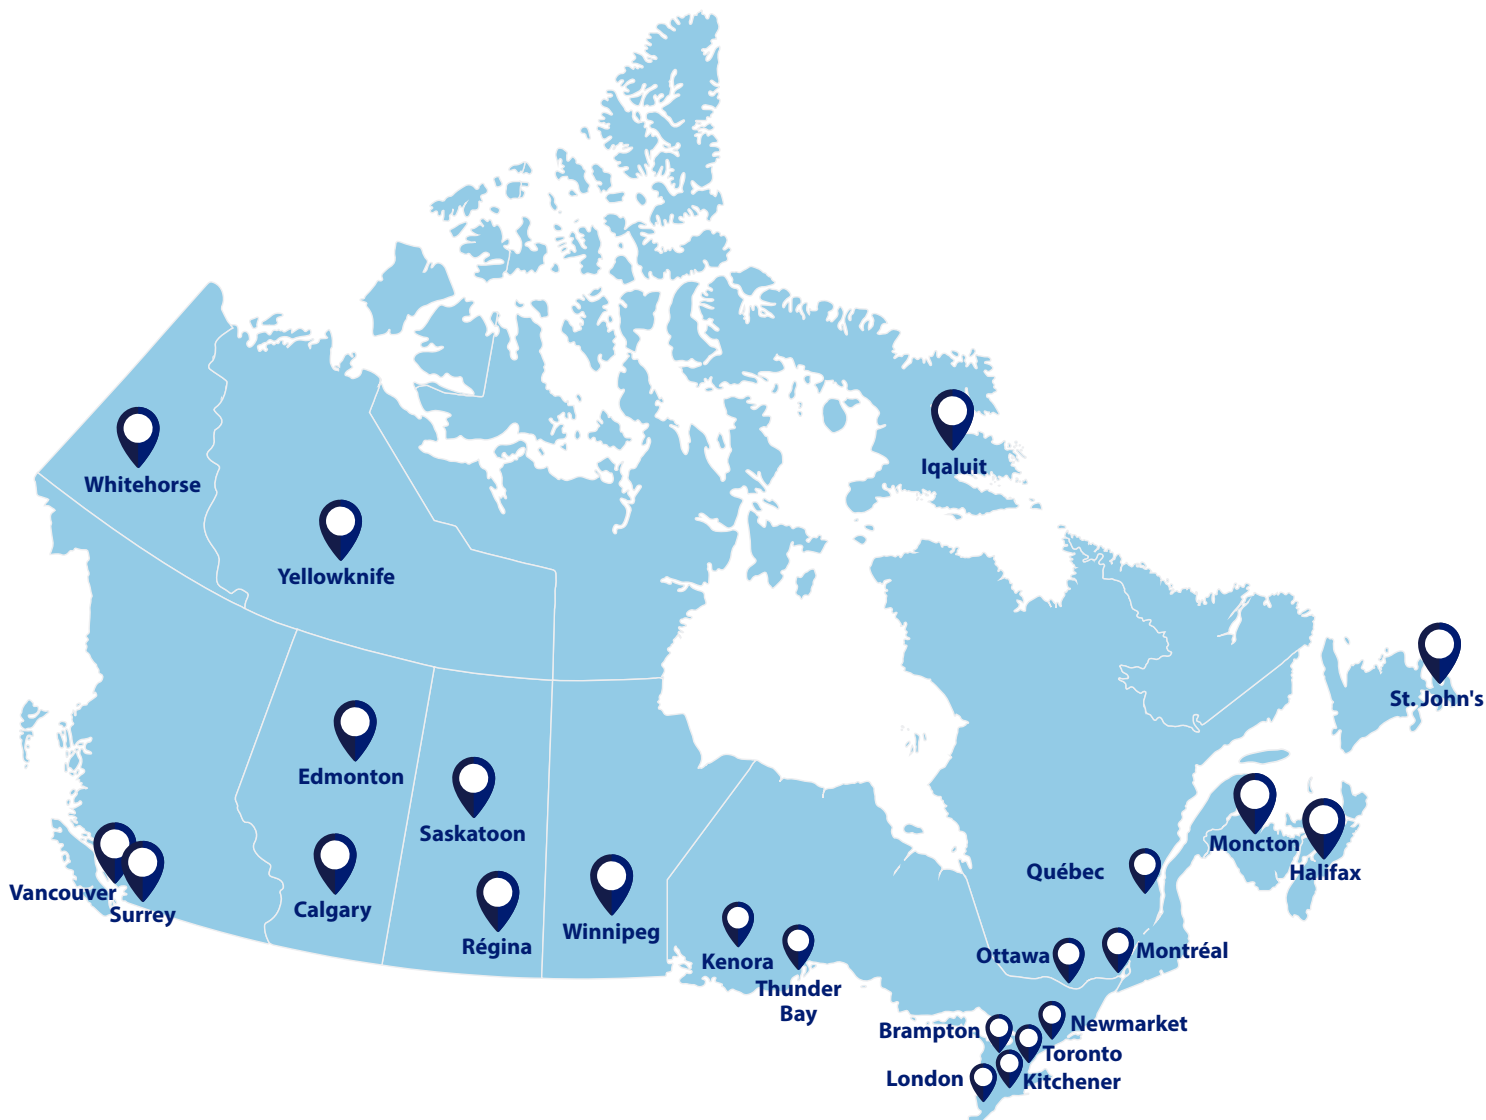 Iqaluit
Whitehorse
Yellowknife
St. John's
Edmonton
Saskatoon
Moncton
Québec
Halifax
Vancouver
Surrey
Calgary
Régina
Winnipeg
Kenora
Ottawa
Montréal
Thunder
Bay
Brampton
Newmarket
Toronto
London
Kitchener